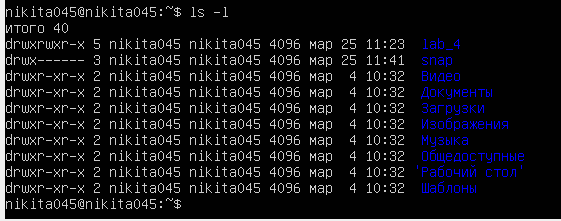 nikita045@nikita045:~$ ls -l
итого 40
drwxrwxr-x 5 nikita045 nikita045 4096 мар 25 11:23 lab_4
drwx------ 3 nikita045 nikita045 4096 мар 25 11:41 snap
drwxr-xr-x 2 nikita045 nikita045 4096 мар  4 10:32 Видео
drwxr-xr-x 2 nikita045 nikita045 4096 мар  4 10:32 Документы
drwxr-xr-x 2 nikita045 nikita045 4096 мар  4 10:32 Загрузки
drwxr-xr-x 2 nikita045 nikita045 4096 мар  4 10:32 Изображения
drwxr-xr-x 2 nikita045 nikita045 4096 мар  4 10:32 Музыка
drwxr-xr-x 2 nikita045 nikita045 4096 мар  4 10:32 Общедоступные
drwxr-xr-x 2 nikita045 nikita045 4096 мар  4 10:32 'Рабочий стол'
drwxr-xr-x 2 nikita045 nikita045 4096 мар  4 10:32 Шаблоны
nikita045@nikita045:~$